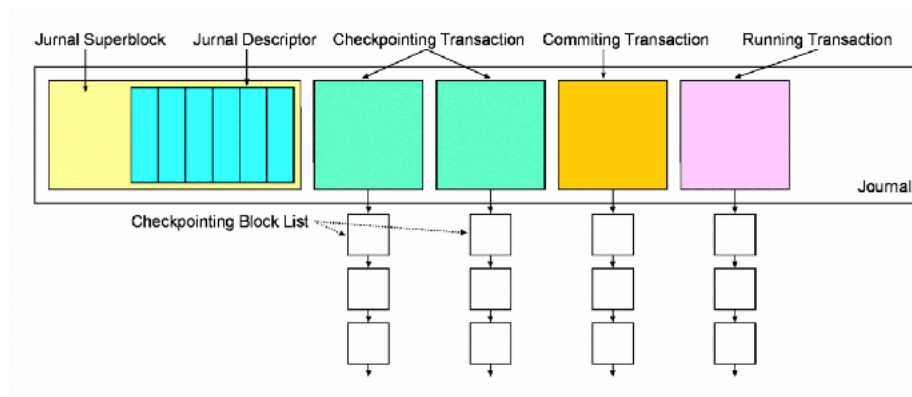 Jurnal Superblock
Jurnal Descriptor
Checkpointing Transaction
Commiting Transaction
Running Transaction
Journal
Checkpointing Block List